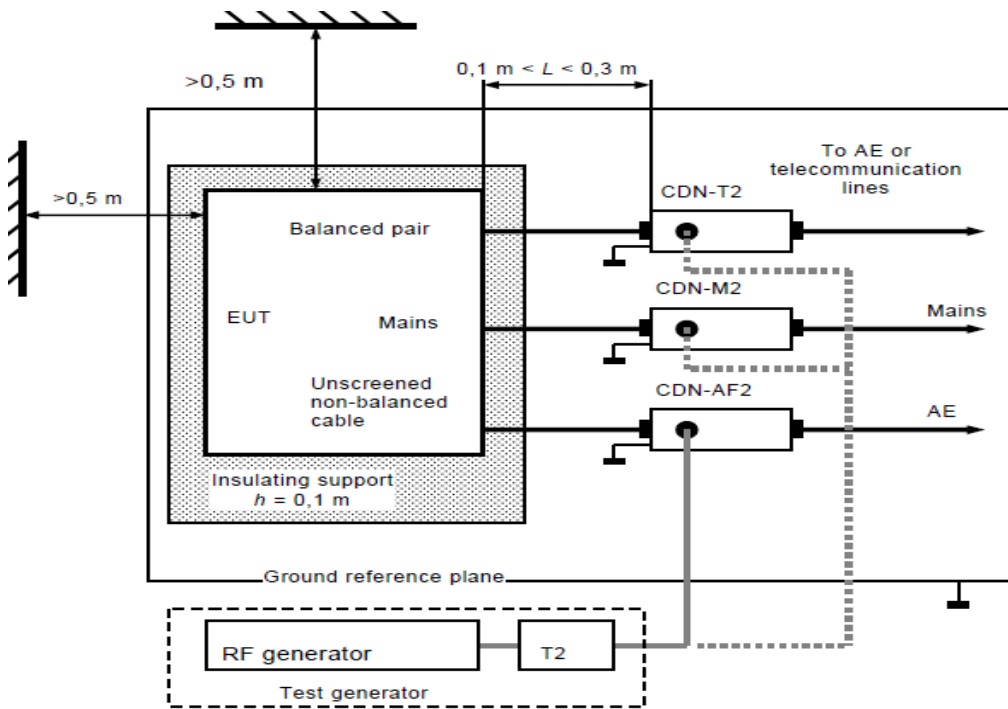 >0,5 m
0,1 m < L < 0,3 m
>0,5 m
To AE or
telecommunication
lines
CDN-T2
Balanced pair
CDN-M2
EUT
Mains
Mains
Unscreened
non-balanced
cable
CDN-AF2
AE
Insulating support
h = 0,1 m
Ground reference plane
RF generator
T2
Test generator